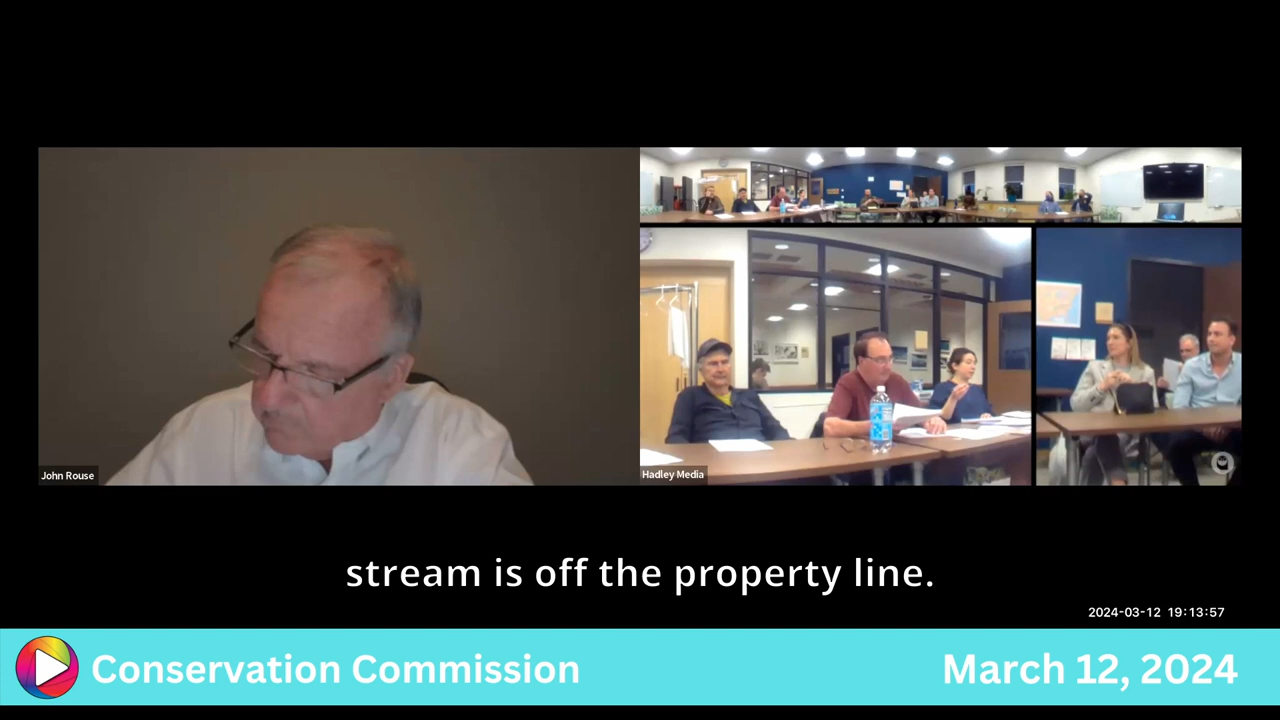 John Rouse
Hadley Media
stream is off the property line.
2024-03-12 19:13:57
Conservation Commission
March 12, 2024